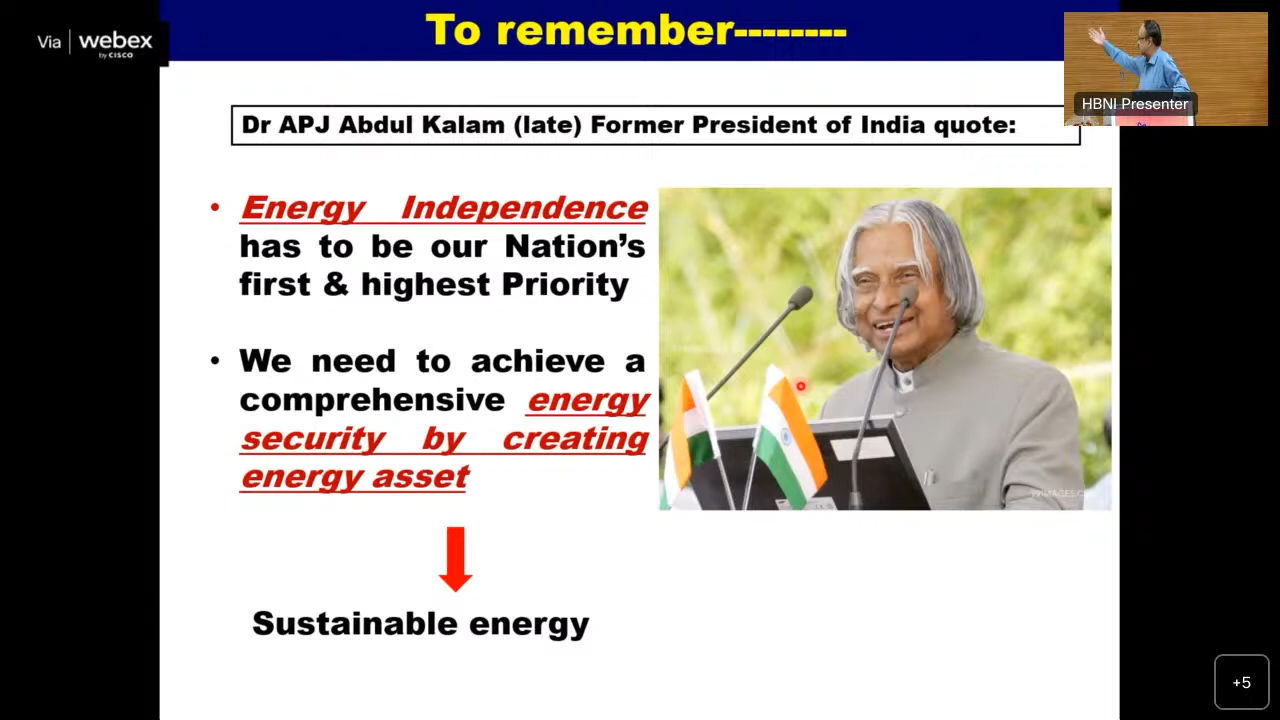 Via | webex
by CISCO
To remember--------
HBNI Presenter
Dr APJ Abdul Kalam (late) Former President of India quote:
• Energy Independence
has to be our Nation’s
first & highest Priority
• We need to achieve a
comprehensive energy
security by creating
energy asset
Sustainable energy
+5